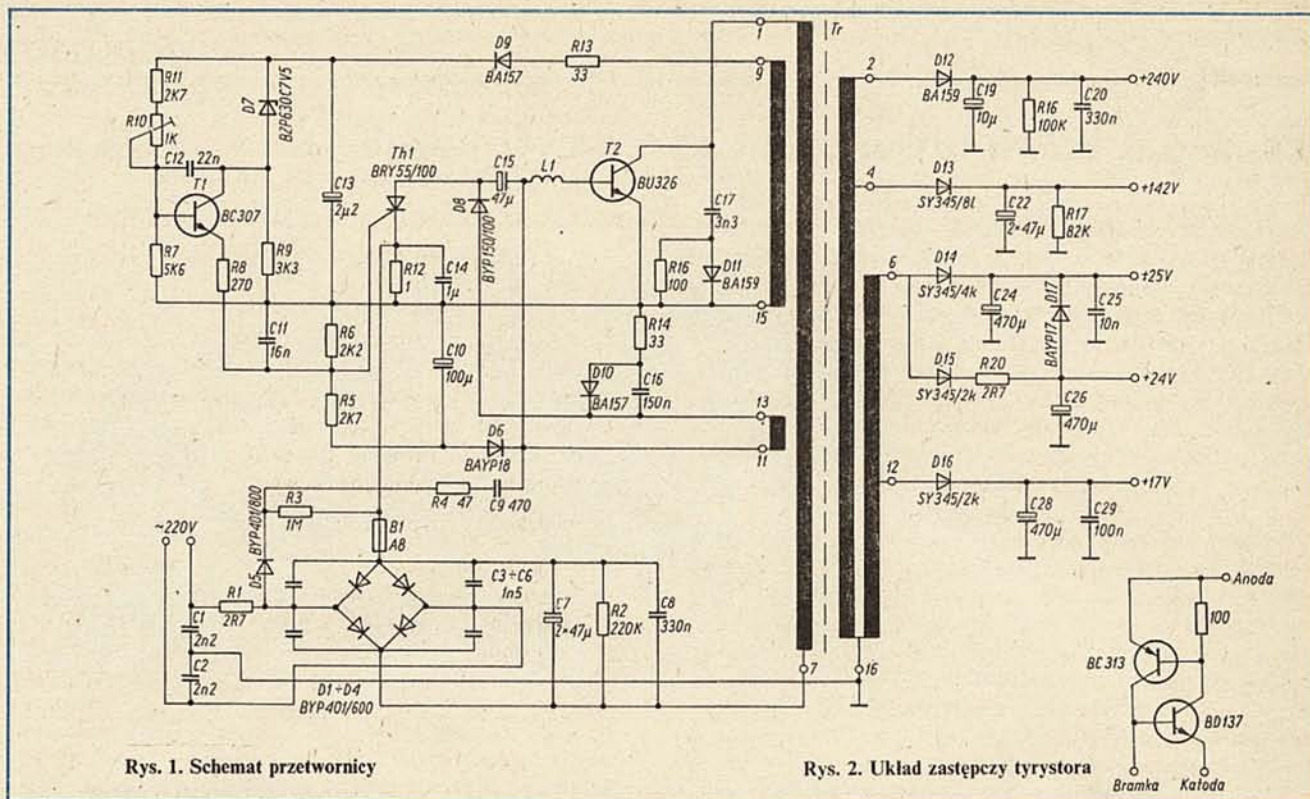 R11
2K7
R10
1K
C12
22n
T1
BC307
R7
5K6
R8
270
D7
BZP630C7V5
R9
3K3
C11
16n
C13
2µ2
R6
2K2
R5
2K7
D9
BA157
R13
33
Th1
BRY55/100
R12
1
C14
1µ
C10
100µ
D8
BYP150/100
C15
47µ
L1
T2
BU326
C17
3n3
R16
100
D11
BA159
R14
33
D10
BA157
C16
150n
D6
BAYP18
R4 47
C9 470
1
9
15
13
11
7
Tr
~220V
C1
2n2
C2
2n2
R1
2R7
D5
BYP401/800
R3
1M
B1
A8
C3÷C6
1n5
C7
2×47µ
R2
220K
C8
330n
D1÷D4
BYP401/600
2
D12
BA159
C19
10µ
R16
100K
C20
330n
+240V
4
D13
SY345/8l
C22
2×47µ
R17
82K
+142V
6
D14
SY345/4k
C24
470µ
D17
BAYP17
C25
10n
+25V
D15
SY345/2k
R20
2R7
C26
470µ
+24V
12
D16
SY345/2k
C28
470µ
C29
100n
+17V
16
Anoda
100
BC313
BD137
Bramka
Katoda
Rys. 1. Schemat przetwornicy
Rys. 2. Układ zastępczy tyrystora